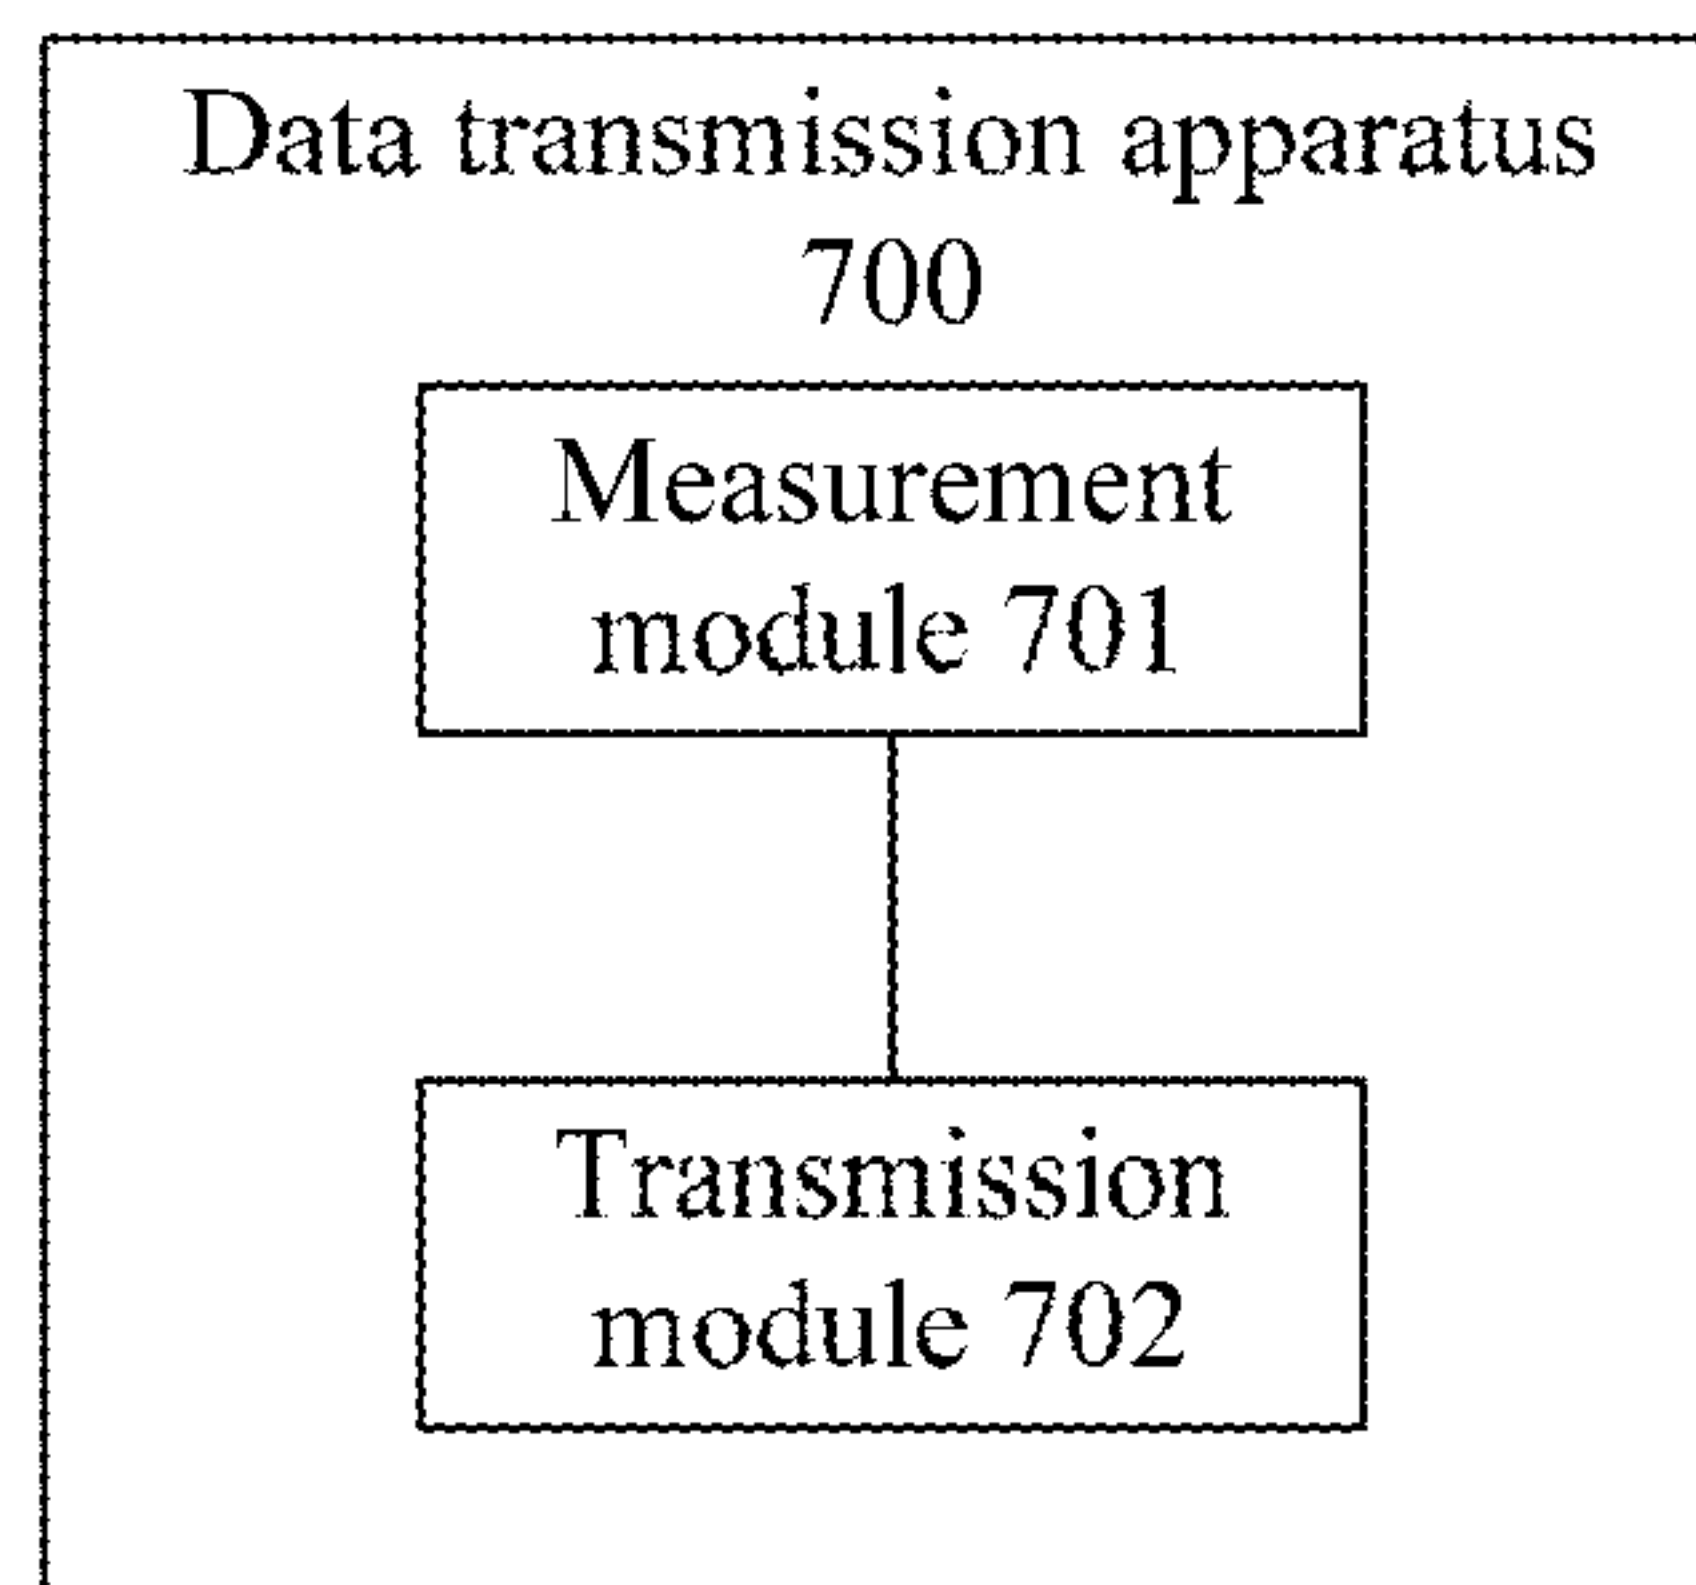 Data transmission apparatus
700
Measurement
module 701
Transmission
module 702